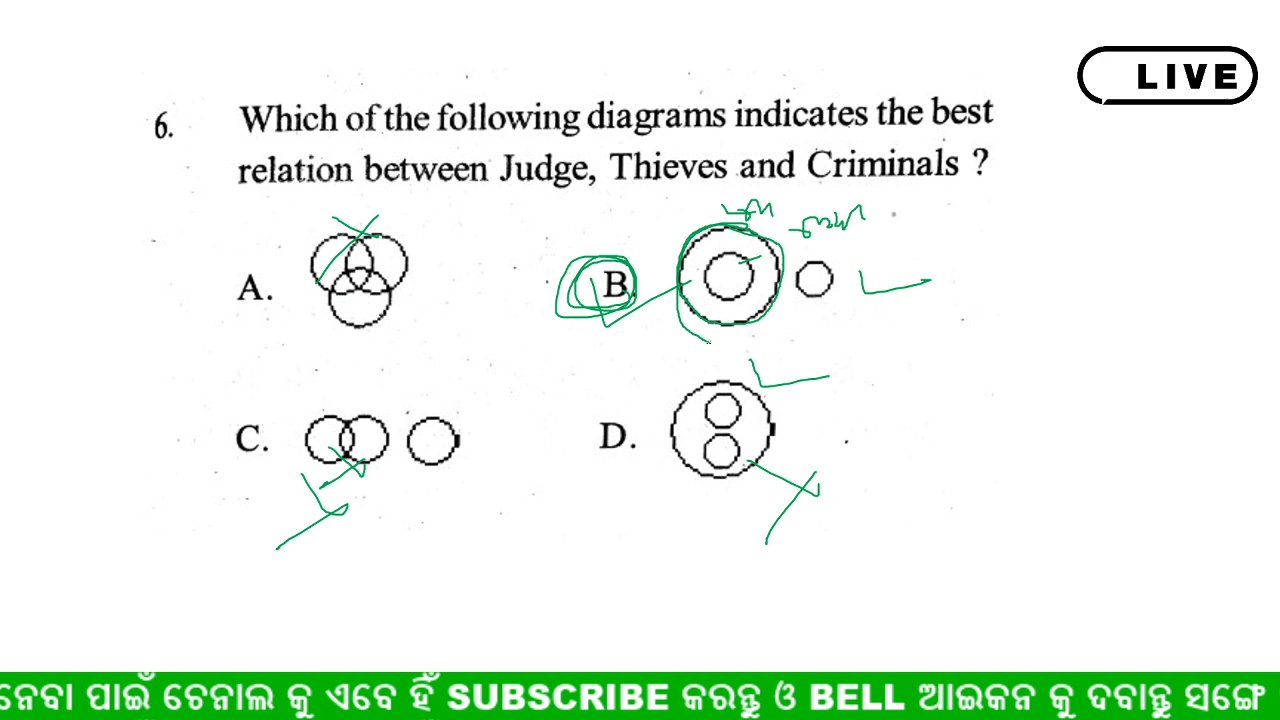 LIVE
6. Which of the following diagrams indicates the best
relation between Judge, Thieves and Criminals ?
A.
B.
C.
D.
ନେବା ପାଇଁ ଚେନାଲ କୁ ଏବେ ହିଁ SUBSCRIBE କରନ୍ତୁ ଓ BELL ଆଇକନ କୁ ଦବାନ୍ତୁ ସଙ୍ଗେ